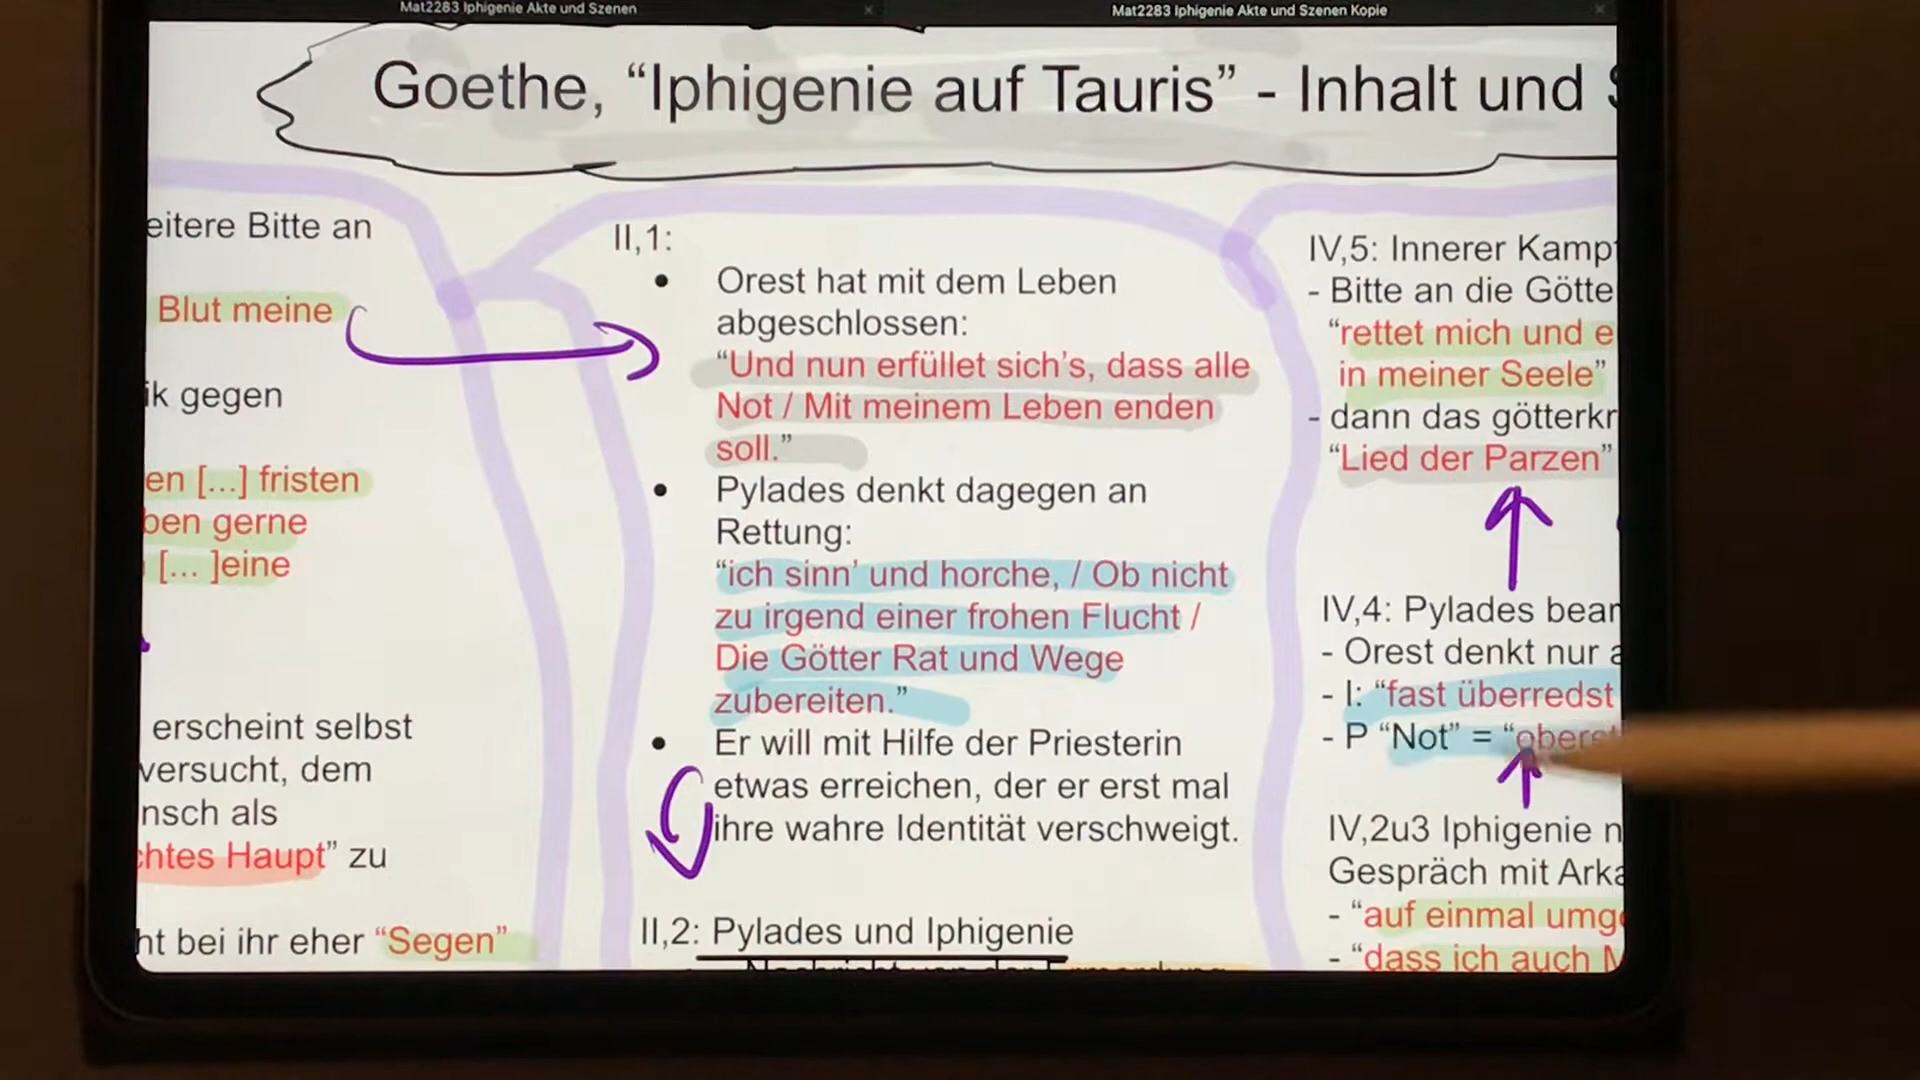 Mat2283 Iphigenie Akte und Szenen
Mat2283 Iphigenie Akte und Szenen Kopie
Goethe, “Iphigenie auf Tauris” - Inhalt und
eitere Bitte an
Blut meine
ik gegen
en [...] fristen
ben gerne
[... ]eine
erscheint selbst
versucht, dem
nsch als
chtes Haupt” zu
ht bei ihr eher “Segen”
II,1:
• Orest hat mit dem Leben
abgeschlossen:
“Und nun erfüllet sich’s, dass alle
Not / Mit meinem Leben enden
soll.”
• Pylades denkt dagegen an
Rettung:
“ich sinn’ und horche, / Ob nicht
zu irgend einer frohen Flucht /
Die Götter Rat und Wege
zubereiten.”
• Er will mit Hilfe der Priesterin
etwas erreichen, der er erst mal
ihre wahre Identität verschweigt.
II,2: Pylades und Iphigenie
IV,5: Innerer Kampf
- Bitte an die Götte
“rettet mich und e
in meiner Seele”
- dann das götterkr
“Lied der Parzen”
IV,4: Pylades bear
- Orest denkt nur a
- I: “fast überredst
- P “Not” = “oberst
IV,2u3 Iphigenie n
Gespräch mit Arka
- “auf einmal umge
- “dass ich auch M